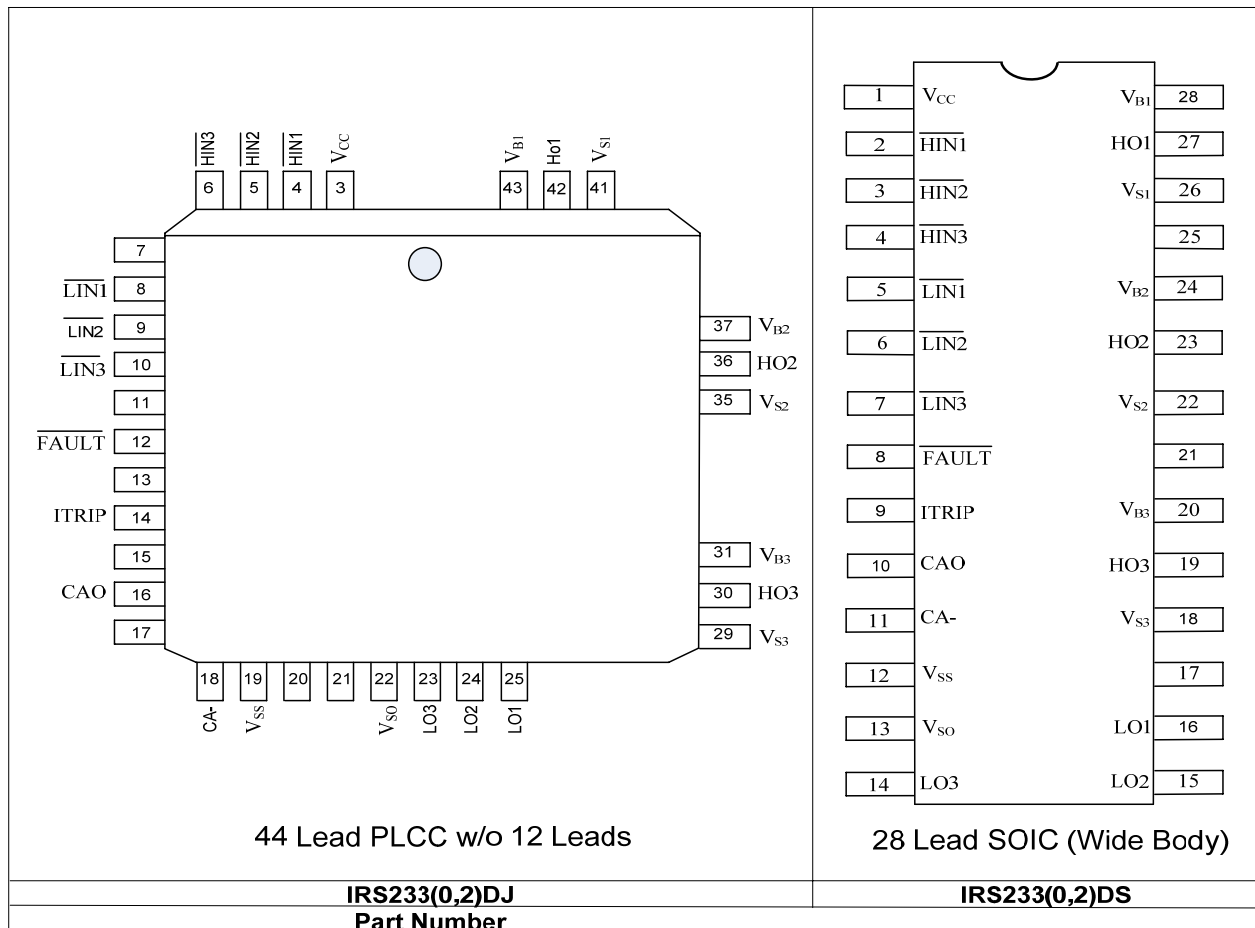 HIN3 HIN2 HIN1 VCC VB1 Ho1 VS1
6 5 4 3 43 42 41
7
LIN1 8
LIN2 9
LIN3 10
11
FAULT 12
13
ITRIP 14
15
CAO 16
17
37 VB2
36 HO2
35 VS2
31 VB3
30 HO3
29 VS3
18 19 20 21 22 23 24 25
CA- VSS VSO LO3 LO2 LO1
44 Lead PLCC w/o 12 Leads
1 VCC VB1 28
2 HIN1 HO1 27
3 HIN2 VS1 26
4 HIN3 25
5 LIN1 VB2 24
6 LIN2 HO2 23
7 LIN3 VS2 22
8 FAULT 21
9 ITRIP VB3 20
10 CAO HO3 19
11 CA- VS3 18
12 VSS 17
13 VSO LO1 16
14 LO3 LO2 15
28 Lead SOIC (Wide Body)
IRS233(0,2)DJ IRS233(0,2)DS
Part Number